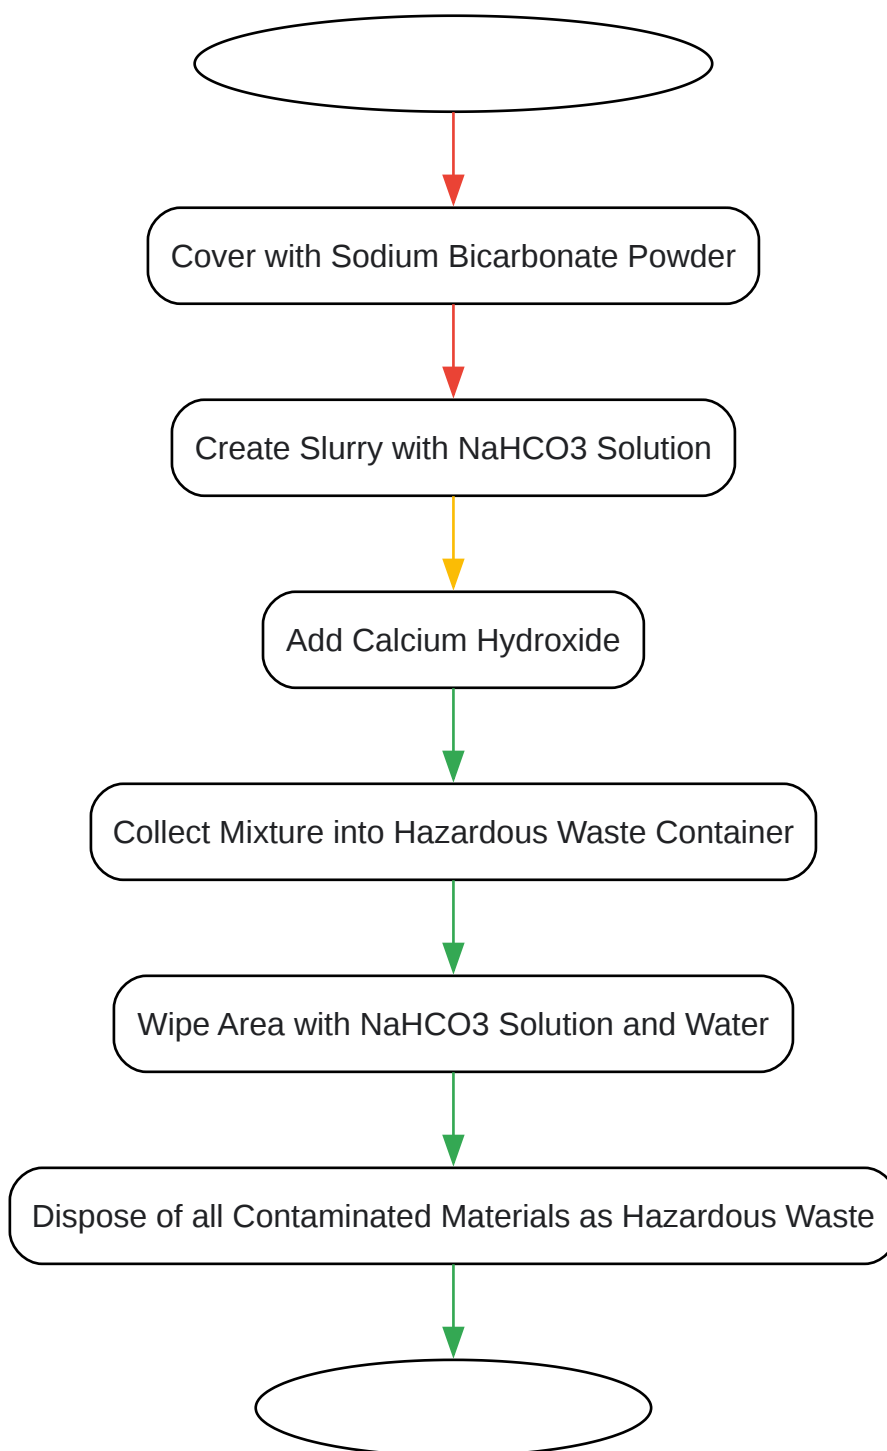 Cover with Sodium Bicarbonate Powder
Create Slurry with NaHCO3 Solution
Add Calcium Hydroxide
Collect Mixture into Hazardous Waste Container
Wipe Area with NaHCO3 Solution and Water
Dispose of all Contaminated Materials as Hazardous Waste